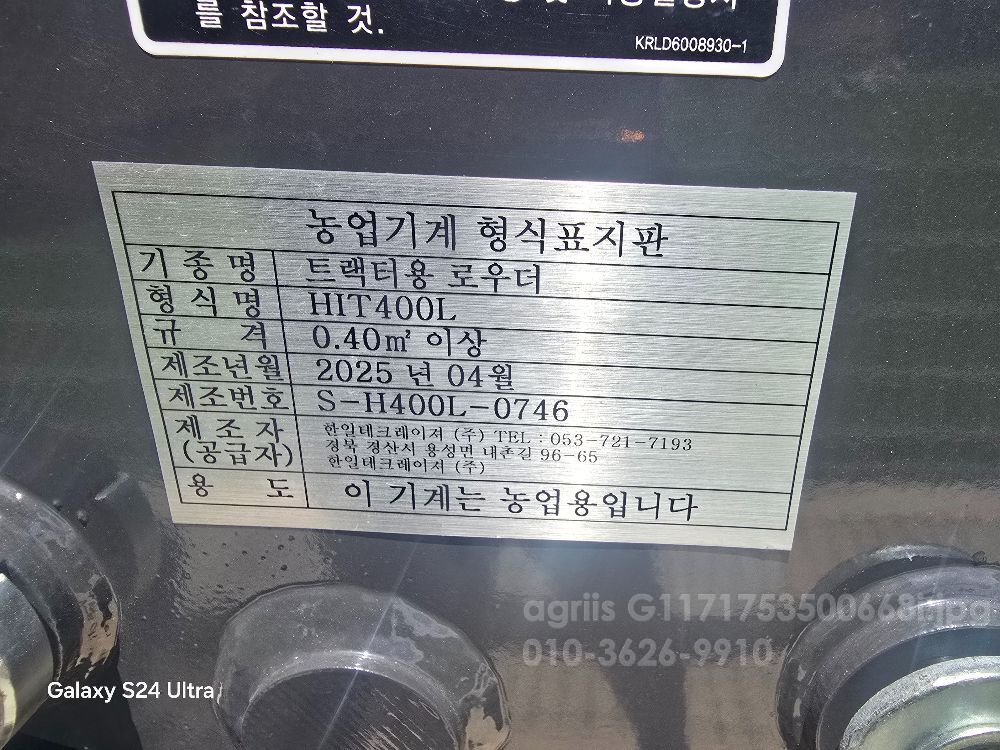 를 참조할 것.
KRLD6008930-1
농업기계 형식표지판
기종명 트랙터용 로우더
형식명 HIT400L
규격 0.40㎥ 이상
제조년월 2025 년 04월
제조번호 S-H400L-0746
제조자 한일테크레이저 (주) TEL : 053-721-7193
(공급자) 경북 경산시 용성면 내촌길 96-65
한일테크레이저 (주)
용도 이 기계는 농업용입니다
agriis G1171753500668
010-3626-9910
Galaxy S24 Ultra